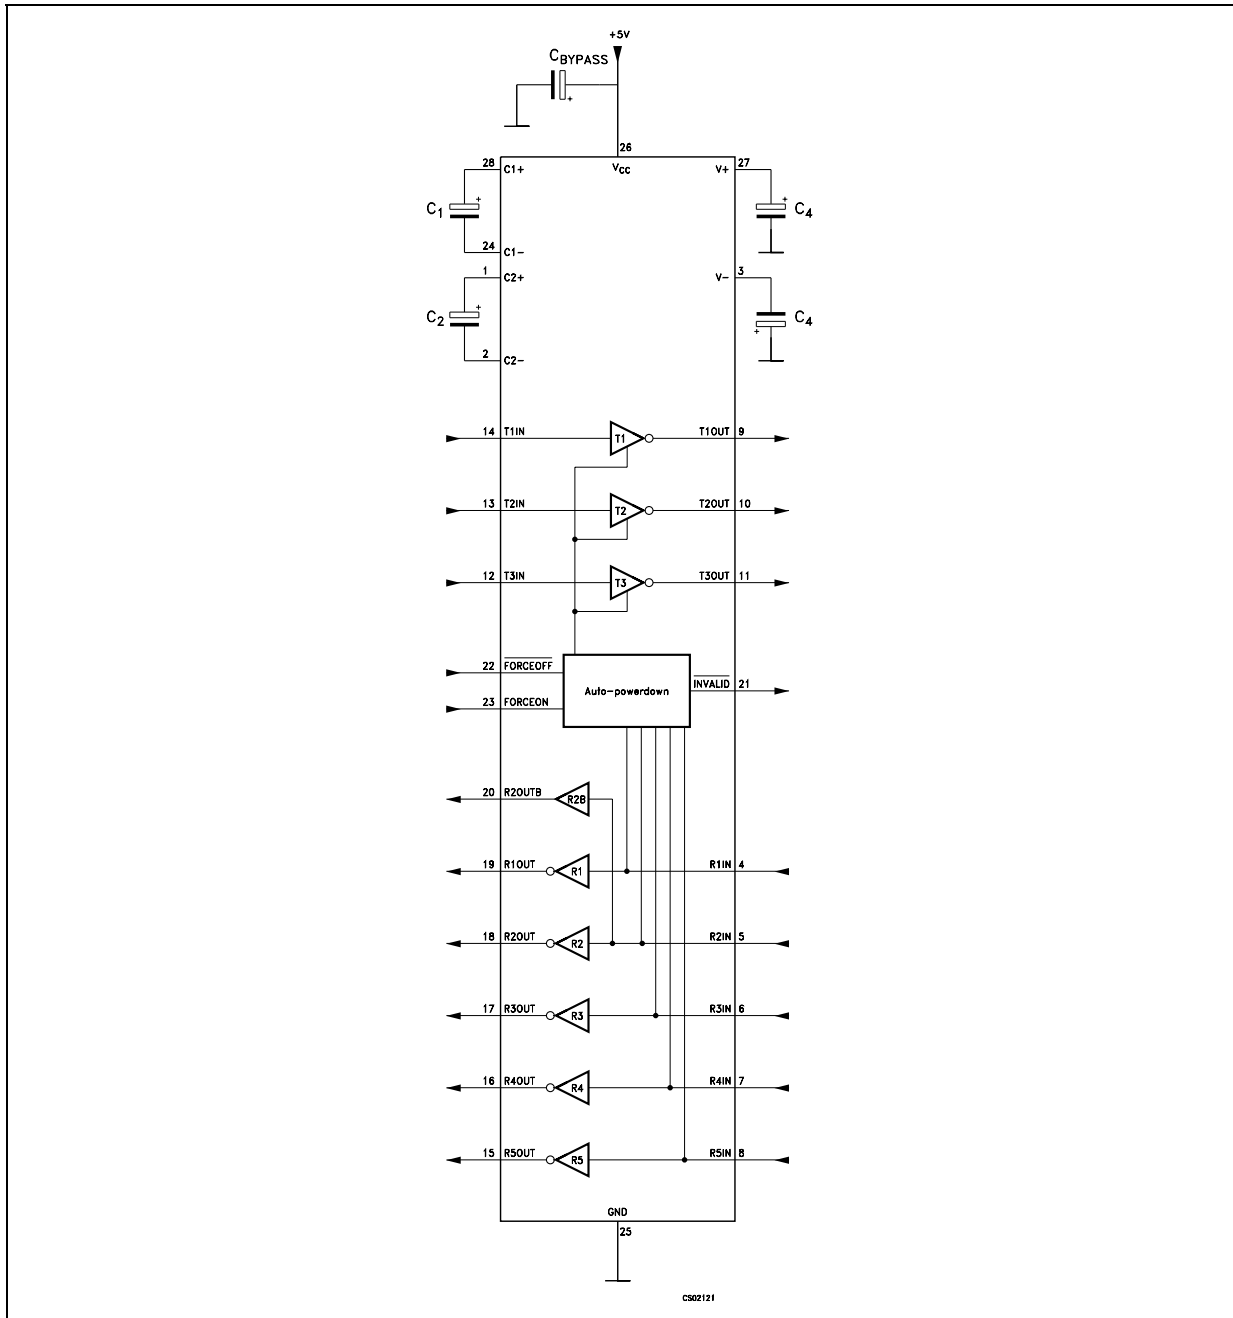 +5V
CBYPASS
+
26
28 C1+ VCC V+ 27
+ +
C1 C4
24 C1-
1 C2+ V- 3
+
C2 C4
+
2 C2-
14 T1IN T1 T1OUT 9
13 T2IN T2 T2OUT 10
12 T3IN T3 T3OUT 11
22 FORCEOFF
Auto-powerdown INVALID 21
23 FORCEON
20 R2OUTB R2B
19 R1OUT R1 R1IN 4
18 R2OUT R2 R2IN 5
17 R3OUT R3 R3IN 6
16 R4OUT R4 R4IN 7
15 R5OUT R5 R5IN 8
GND
25
CS02121